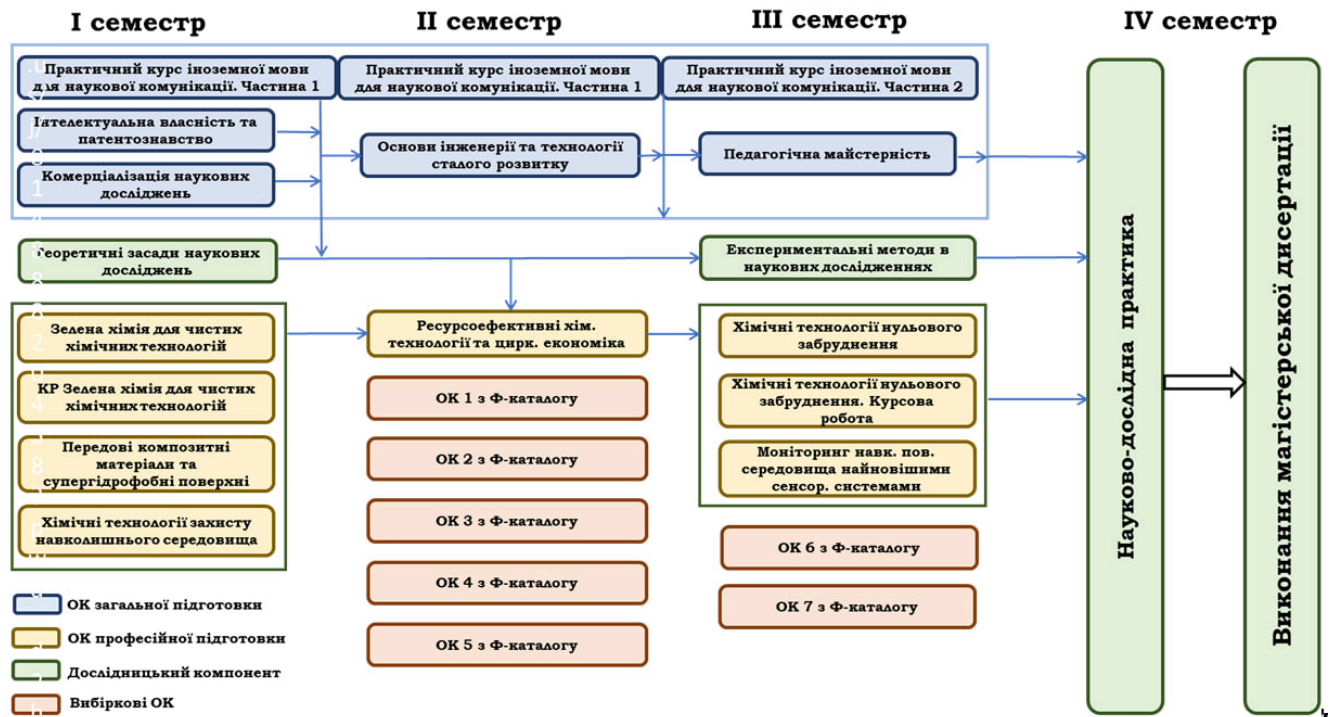 I семестр
II семестр
III семестр
IV семестр
Практичний курс іноземної мови
для наукової комунікації. Частина 1
Практичний курс іноземної мови
для наукової комунікації. Частина 1
Практичний курс іноземної мови
для наукової комунікації. Частина 2
Інтелектуальна власність та
патентознавство
Комерціалізація наукових
досліджень
Основи інженерії та технології
сталого розвитку
Педагогічна майстерність
Теоретичні засади наукових
досліджень
Експериментальні методи в
наукових дослідженнях
Зелена хімія для чистих
хімічних технологій
КР Зелена хімія для чистих
хімічних технологій
Передові композитні
матеріали та
супергідрофобні поверхні
Хімічні технології захисту
навколишнього середовища
Ресурсоефективні хім.
технології та цирк. економіка
ОК 1 з Ф-каталогу
ОК 2 з Ф-каталогу
ОК 3 з Ф-каталогу
ОК 4 з Ф-каталогу
ОК 5 з Ф-каталогу
Хімічні технології нульового
забруднення
Хімічні технології нульового
забруднення. Курсова
робота
Моніторинг навк. пов.
середовища найновішими
сенсор. системами
ОК 6 з Ф-каталогу
ОК 7 з Ф-каталогу
Науково-дослідна практика
Виконання магістерської дисертації
ОК загальної підготовки
ОК професійної підготовки
Дослідницький компонент
Вибіркові ОК